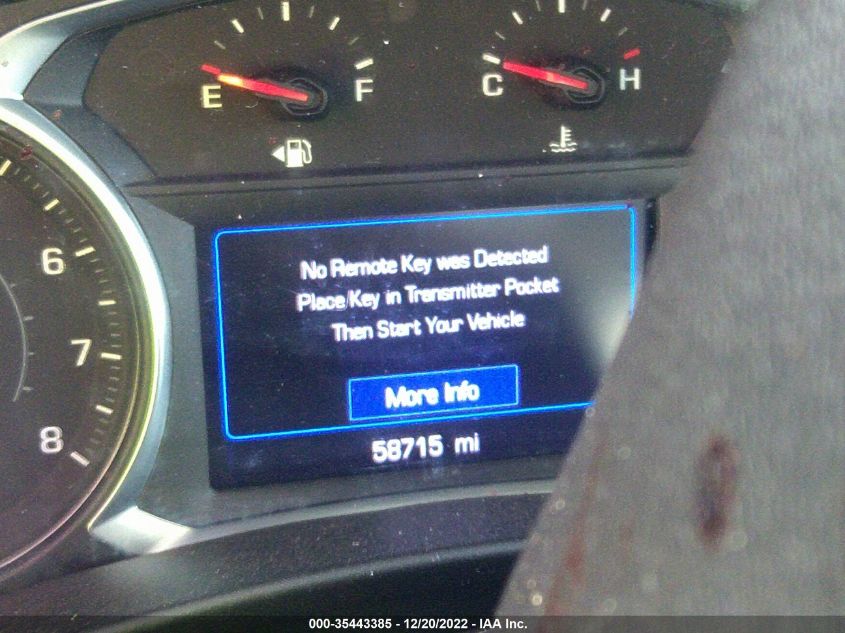 E F C H
6
7
8
No Remote Key was Detected
Place Key in Transmitter Pocket
Then Start Your Vehicle
More Info
58715 mi
000-35443385 - 12/20/2022 - IAA Inc.